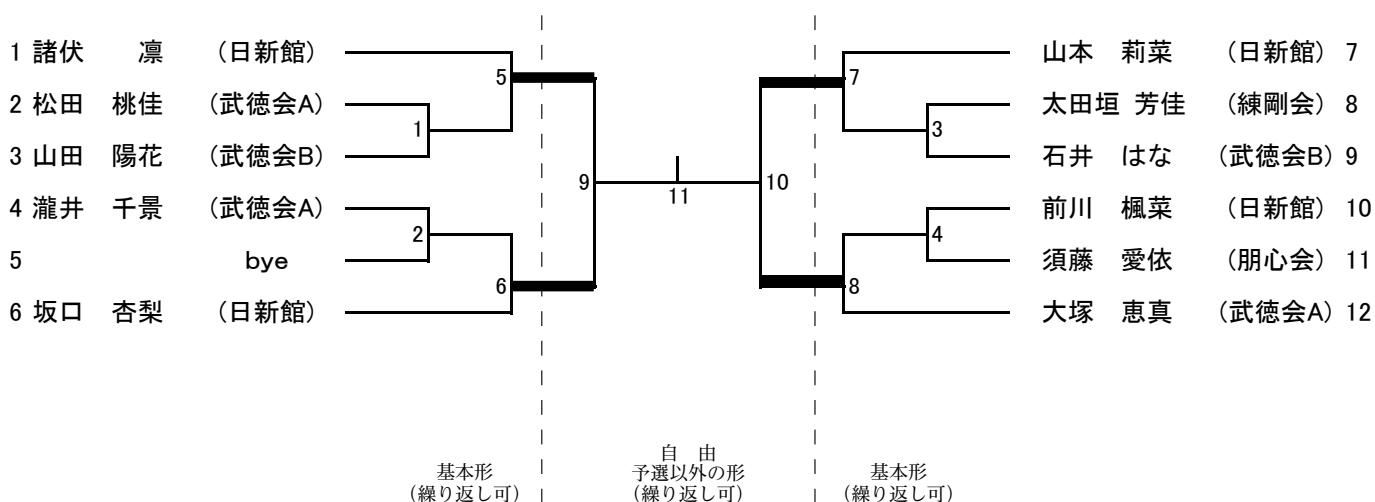 1 諸伏　　凛　（日新館）
2 松田　桃佳　（武徳会A）
3 山田　陽花　（武徳会B）
4 瀧井　千景　（武徳会A）
5　　　　bye
6 坂口　杏梨　（日新館）
1
2
5
6
9
11
10
7
8
3
4
山本　莉菜　（日新館） 7
太田垣 芳佳　（練剛会） 8
石井　はな　（武徳会B） 9
前川　楓菜　（日新館） 10
須藤　愛依　（朋心会） 11
大塚　恵真　（武徳会A） 12
基本形
（繰り返し可）
自　由
予選以外の形
（繰り返し可）
基本形
（繰り返し可）